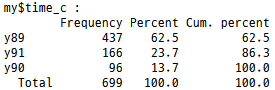 my$time_c :
Frequency Percent Cum. percent
y89 437 62.5 62.5
y91 166 23.7 86.3
y90 96 13.7 100.0
Total 699 100.0 100.0